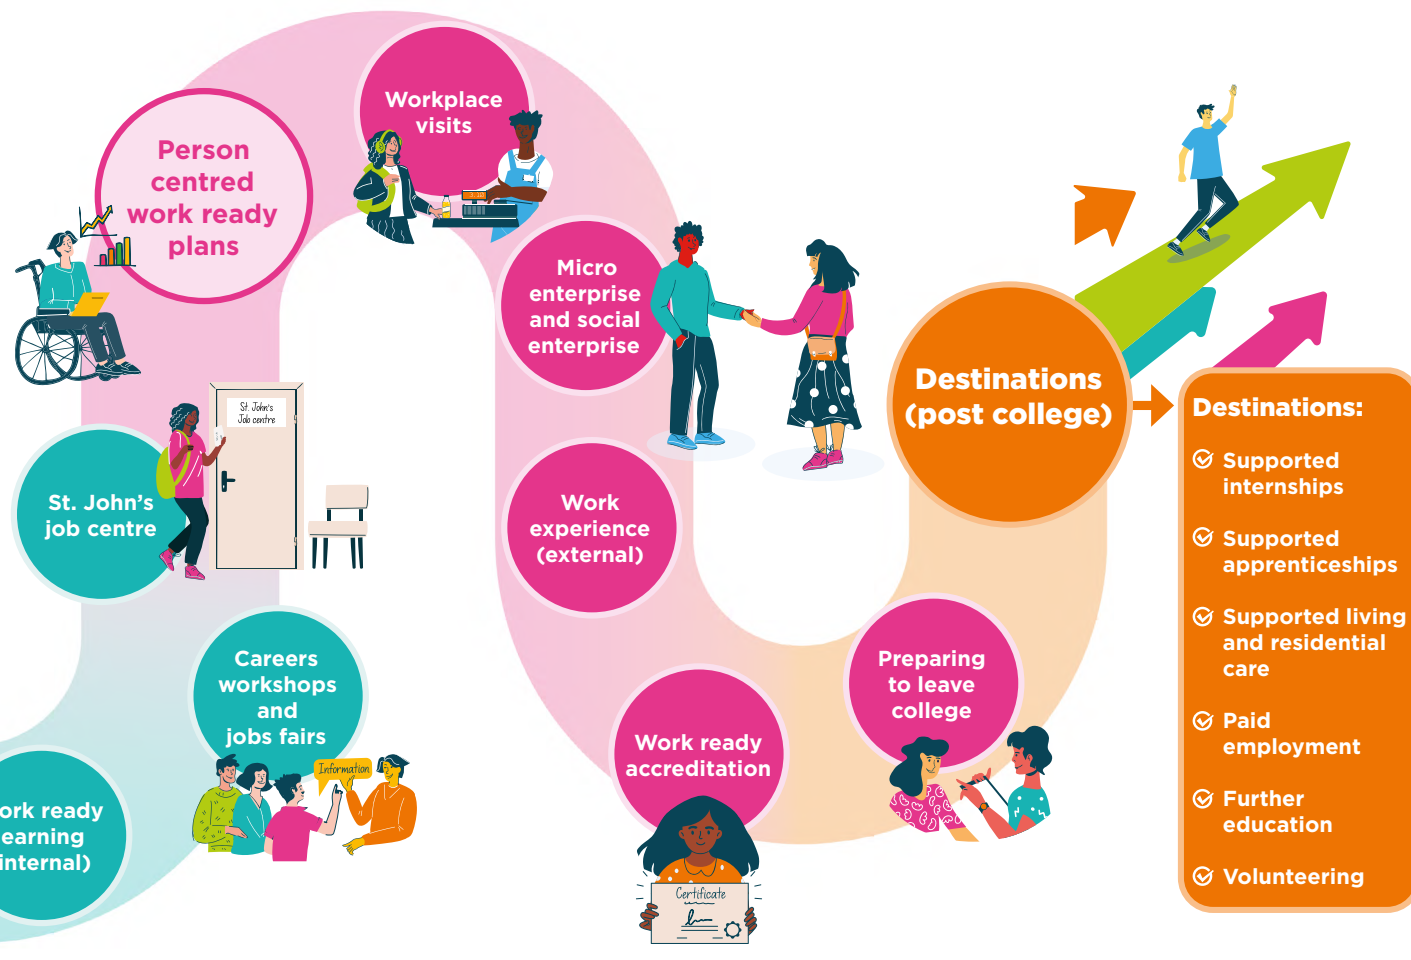 Workplace
visits
Person
centred
work ready
plans
Micro
enterprise
and social
enterprise
St. John's
Job centre
St. John’s
job centre
Work
experience
(external)
Careers
workshops
and
jobs fairs
Information
ork ready
earning
internal)
Work ready
accreditation
Certificate
Preparing
to leave
college
Destinations
(post college)
Destinations:
Supported
internships
Supported
apprenticeships
Supported living
and residential
care
Paid
employment
Further
education
Volunteering